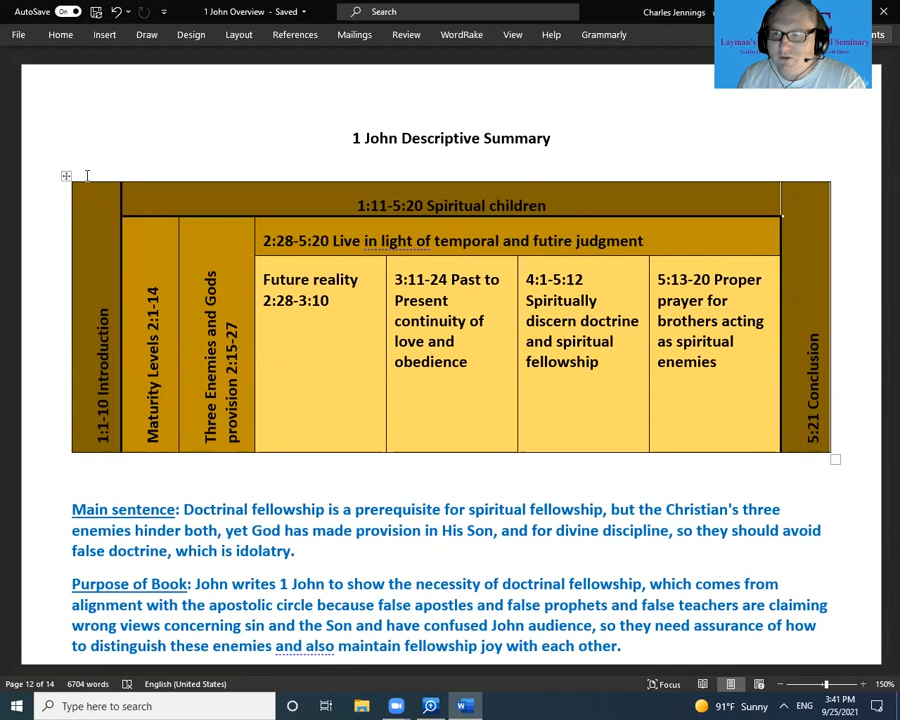 AutoSave On 1 John Overview - Saved Search Charles Jennings
File Home Insert Draw Design Layout References Mailings Review WordRake View Help Grammarly
1 John Descriptive Summary
1:1-10 Introduction
1:11-5:20 Spiritual children
Maturity Levels 2:1-14
Three Enemies and Gods
provision 2:15-27
2:28-5:20 Live in light of temporal and futire judgment
Future reality
2:28-3:10
3:11-24 Past to
Present
continuity of
love and
obedience
4:1-5:12
Spiritually
discern doctrine
and spiritual
fellowship
5:13-20 Proper
prayer for
brothers acting
as spiritual
enemies
5:21 Conclusion
Main sentence: Doctrinal fellowship is a prerequisite for spiritual fellowship, but the Christian's three
enemies hinder both, yet God has made provision in His Son, and for divine discipline, so they should avoid
false doctrine, which is idolatry.
Purpose of Book: John writes 1 John to show the necessity of doctrinal fellowship, which comes from
alignment with the apostolic circle because false apostles and false prophets and false teachers are claiming
wrong views concerning sin and the Son and have confused John audience, so they need assurance of how
to distinguish these enemies and also maintain fellowship joy with each other.
Page 12 of 14 6704 words English (United States) Focus 150%
Type here to search 91°F Sunny 3:41 PM
9/25/2021